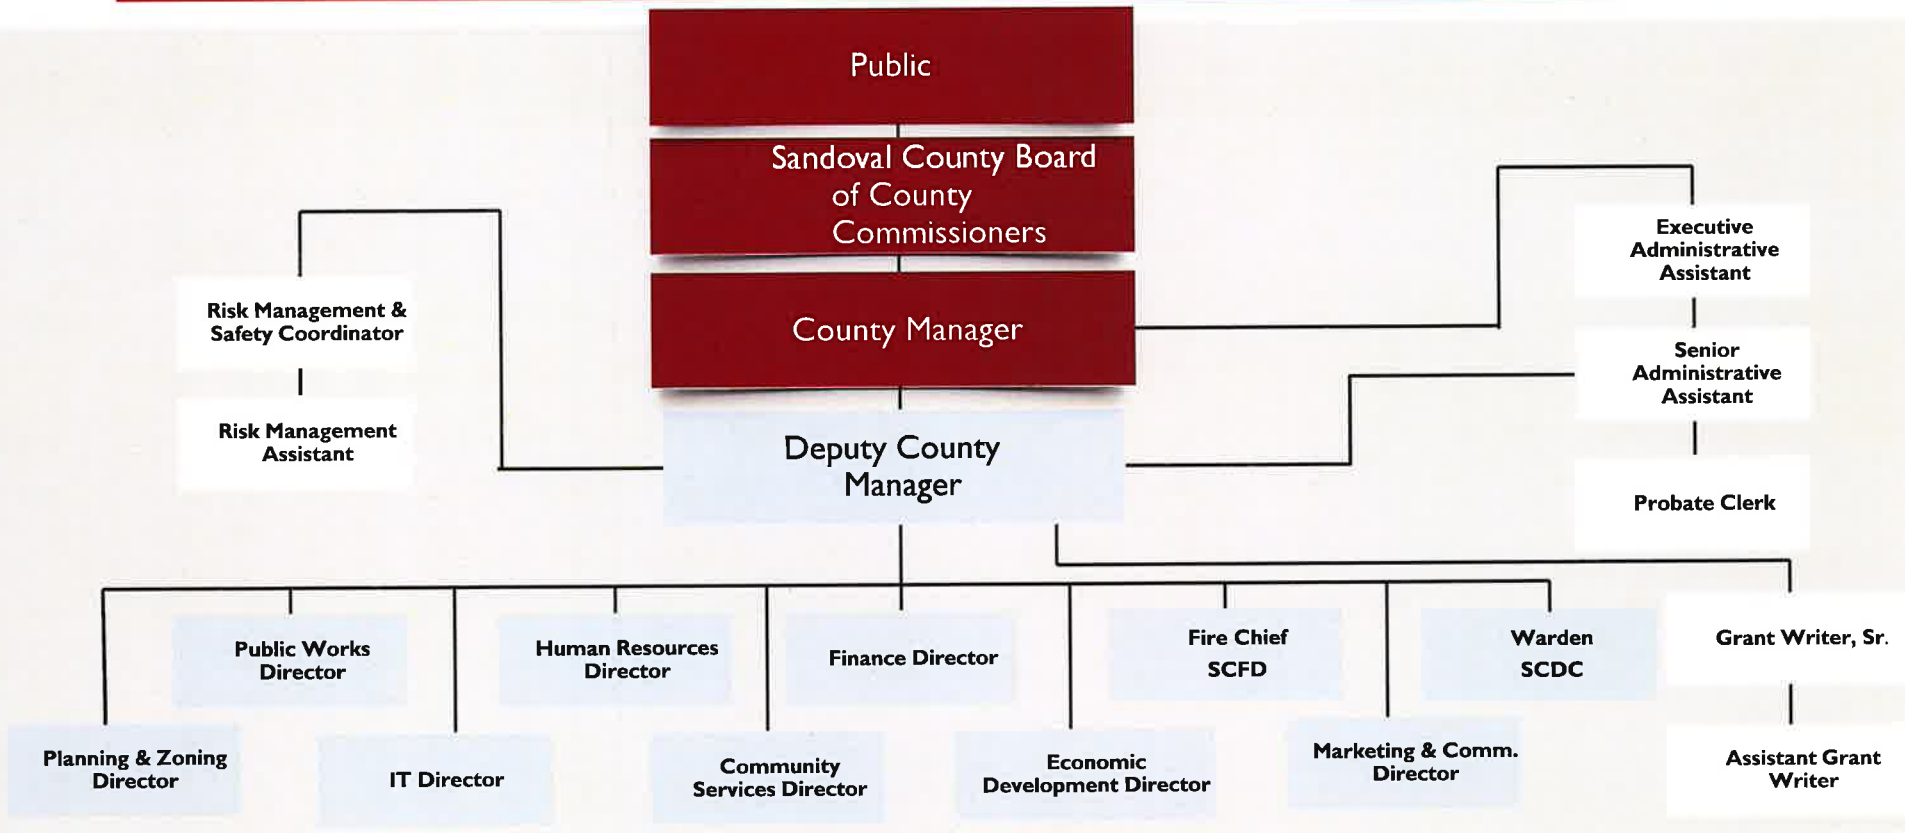 Public
Sandoval County Board
of County
Commissioners
County Manager
Executive
Administrative
Assistant
Risk Management &
Safety Coordinator
Senior
Administrative
Assistant
Risk Management
Assistant
Deputy County
Manager
Probate Clerk
Public Works
Director
Human Resources
Director
Finance Director
Fire Chief
SCFD
Warden
SCDC
Grant Writer, Sr.
Planning & Zoning
Director
IT Director
Community
Services Director
Economic
Development Director
Marketing & Comm.
Director
Assistant Grant
Writer